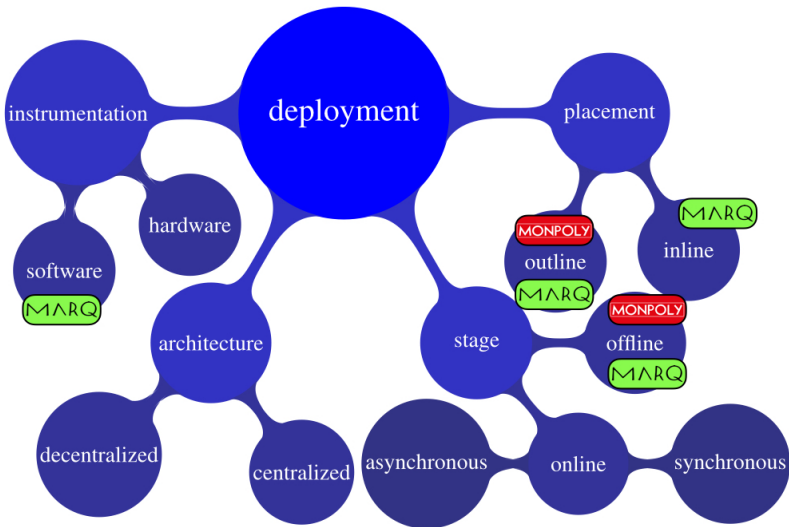 deployment
instrumentation
placement
hardware
software
MARQ
MARQ
inline
MONPOLY
outline
MARQ
architecture
stage
MONPOLY
offline
MARQ
decentralized
centralized
asynchronous
online
synchronous